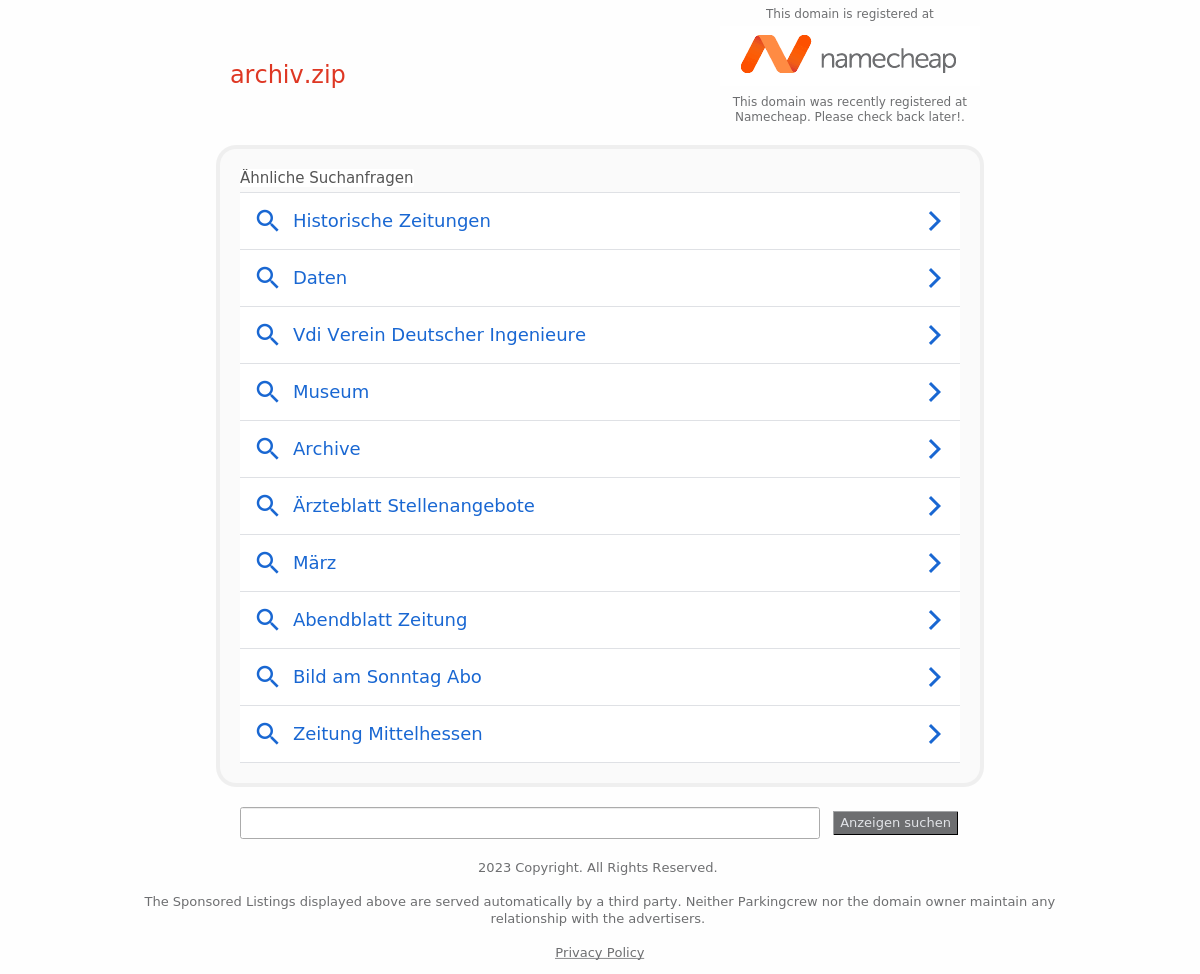 This domain is registered at
namecheap
archiv.zip
This domain was recently registered at
Namecheap. Please check back later!.
Ähnliche Suchanfragen
Historische Zeitungen
Daten
Vdi Verein Deutscher Ingenieure
Museum
Archive
Ärzteblatt Stellenangebote
März
Abendblatt Zeitung
Bild am Sonntag Abo
Zeitung Mittelhessen
Anzeigen suchen
2023 Copyright. All Rights Reserved.
The Sponsored Listings displayed above are served automatically by a third party. Neither Parkingcrew nor the domain owner maintain any
relationship with the advertisers.
Privacy Policy